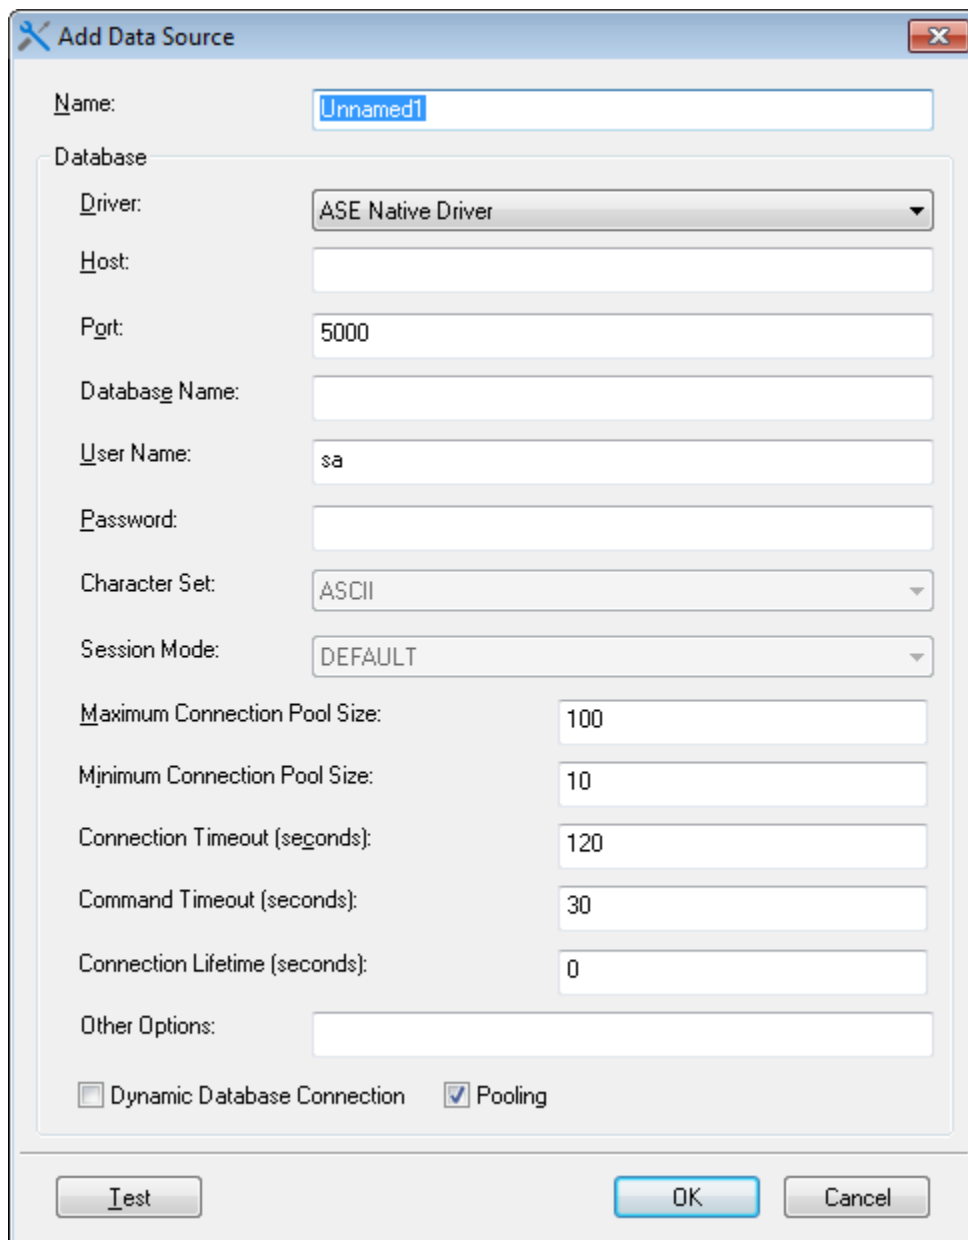 Add Data Source
Name: Unnamed1
Database
Driver: ASE Native Driver
Host:
Port: 5000
Database Name:
User Name: sa
Password:
Character Set: ASCII
Session Mode: DEFAULT
Maximum Connection Pool Size: 100
Minimum Connection Pool Size: 10
Connection Timeout (seconds): 120
Command Timeout (seconds): 30
Connection Lifetime (seconds): 0
Other Options:
Dynamic Database Connection Pooling
Test OK Cancel